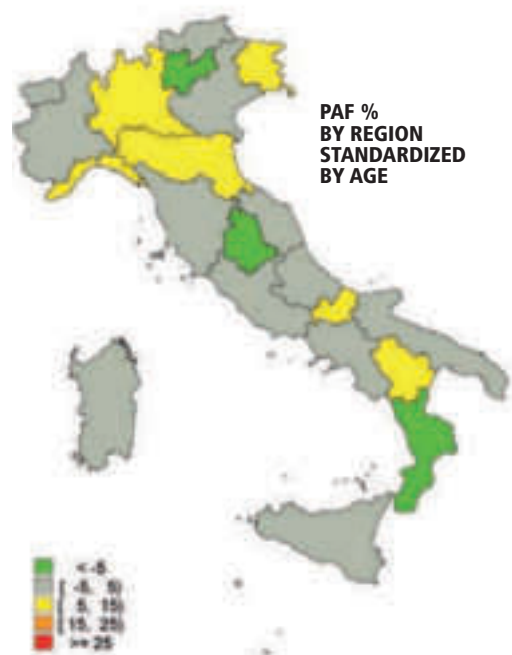 PAF %
BY REGION
STANDARDIZED
BY AGE
< -5
-5, 5)
5, 15)
15, 25)
>= 25